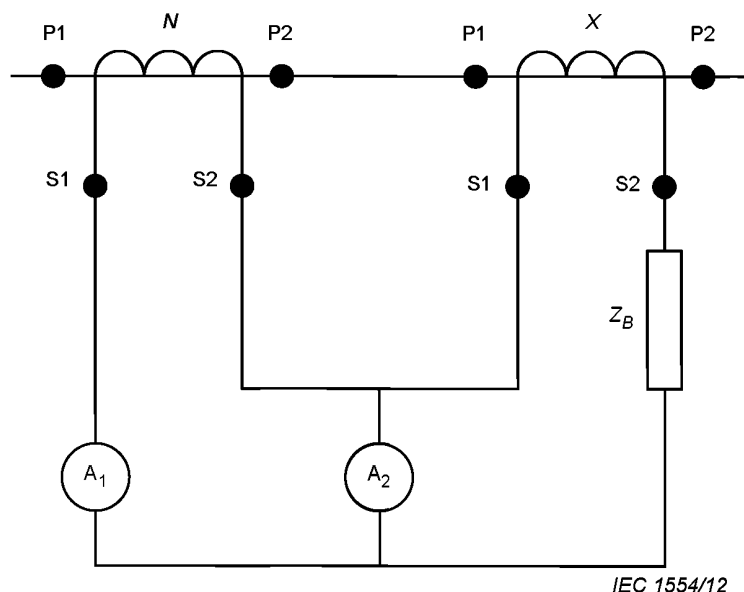 P1 N P2 P1 X P2
S1 S2 S1 S2
Z_B
A_1 A_2
IEC 1554/12